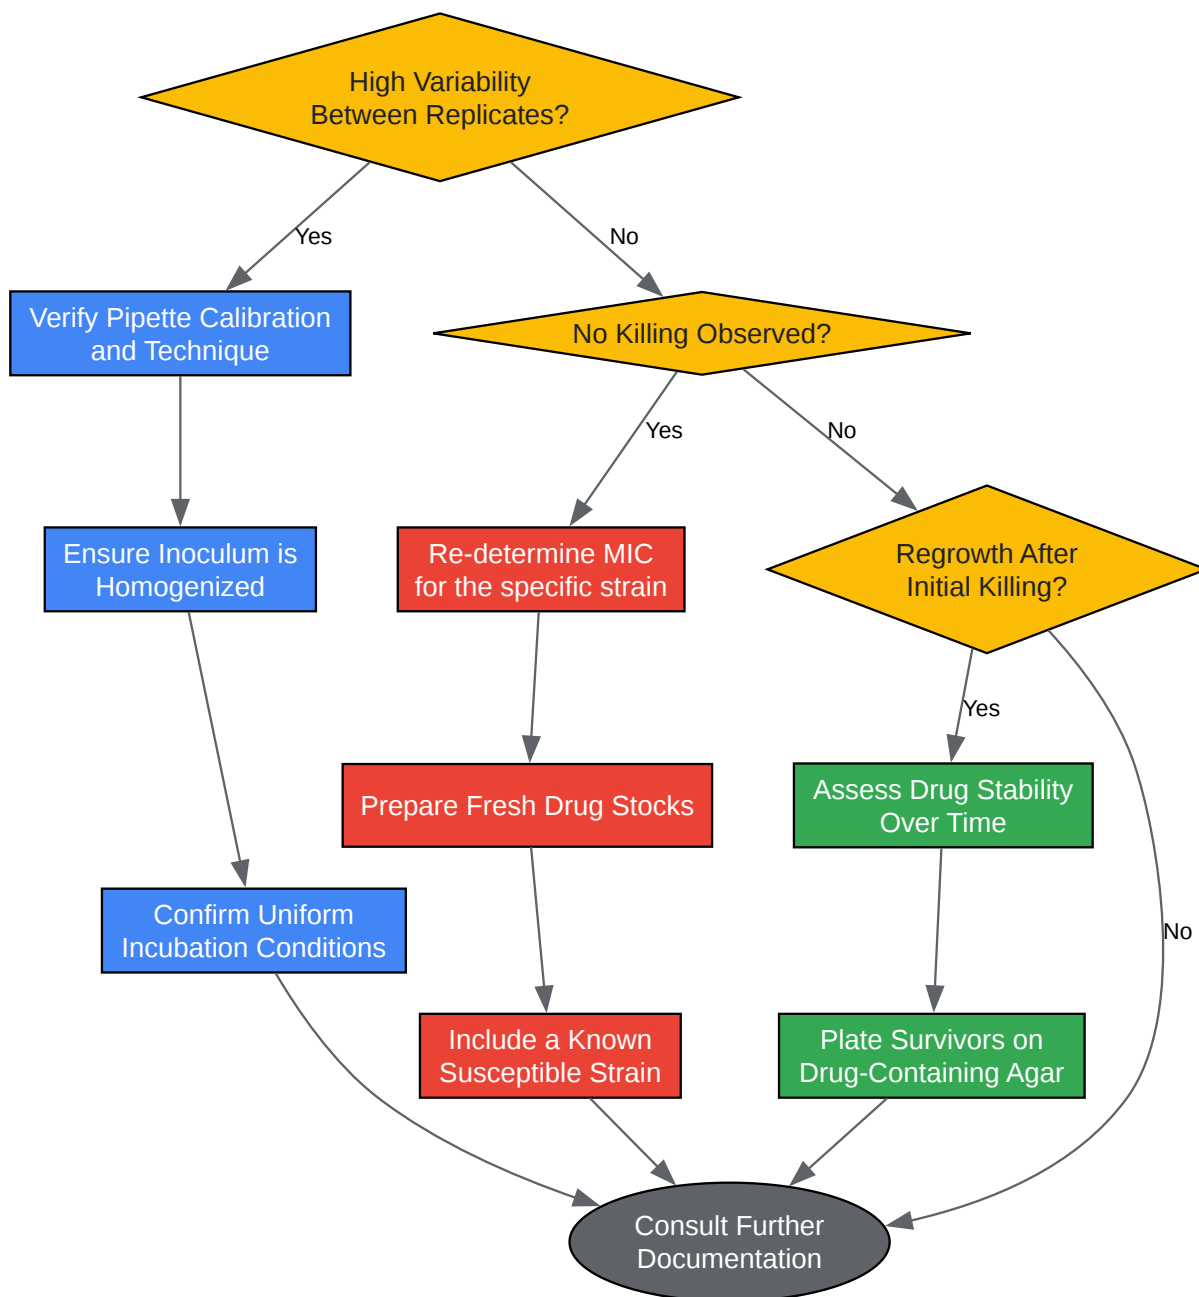 High Variability
Between Replicates?
Yes
No
Verify Pipette Calibration
and Technique
No Killing Observed?
Yes
No
Ensure Inoculum is
Homogenized
Re-determine MIC
for the specific strain
Regrowth After
Initial Killing?
Yes
Prepare Fresh Drug Stocks
Assess Drug Stability
Over Time
Confirm Uniform
Incubation Conditions
No
Include a Known
Susceptible Strain
Plate Survivors on
Drug-Containing Agar
Consult Further
Documentation